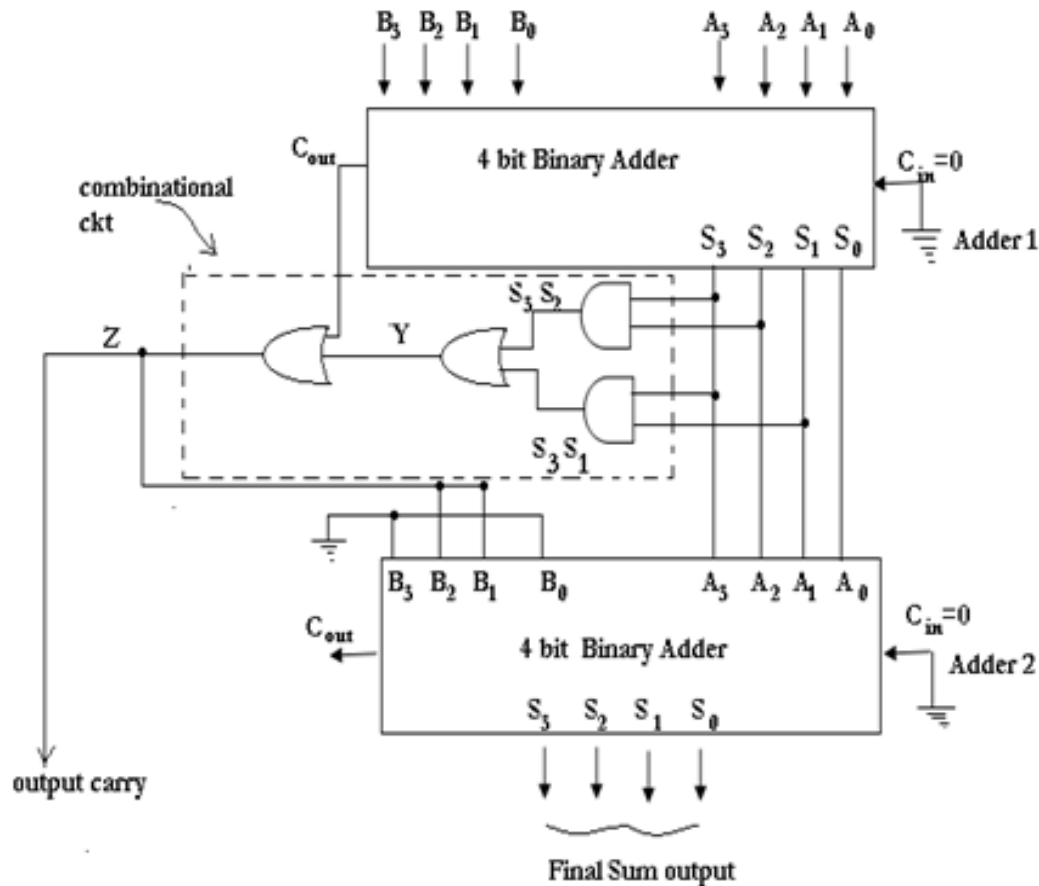 B3 B2 B1 B0 A3 A2 A1 A0
Cout
4 bit Binary Adder
Cin=0
combinational
ckt
S3 S2 S1 S0
Adder 1
S3 S2
Z
Y
S3 S1
B3 B2 B1 B0 A3 A2 A1 A0
Cout
4 bit Binary Adder
Cin=0
Adder 2
S3 S2 S1 S0
output carry
Final Sum output